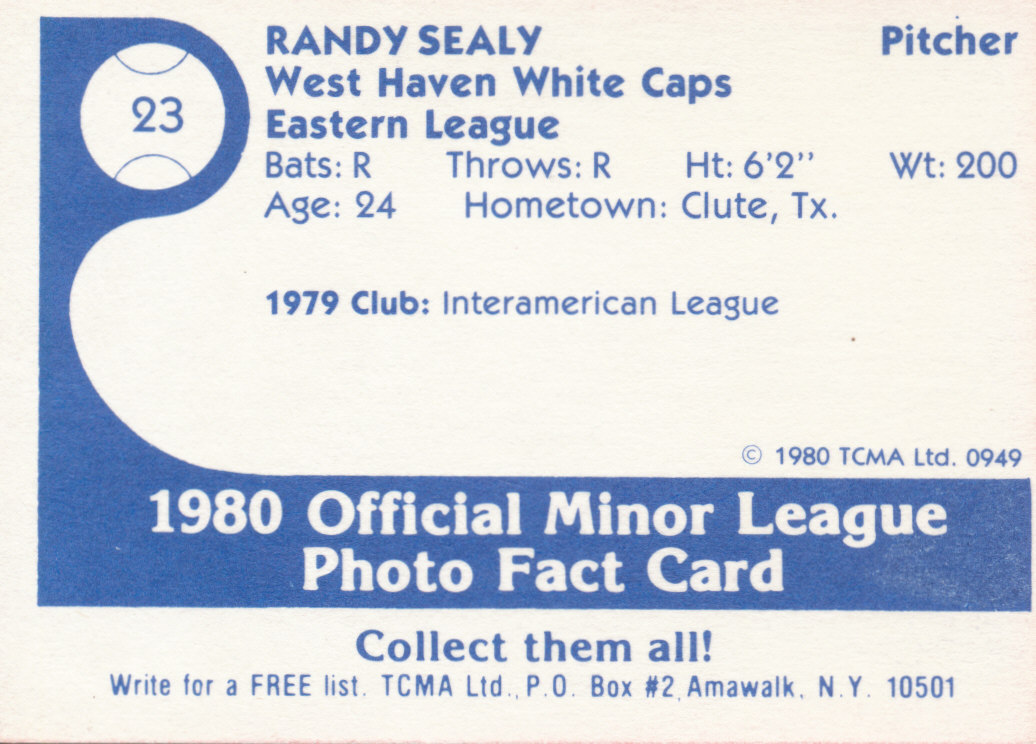 RANDY SEALY Pitcher
West Haven White Caps
Eastern League
23
Bats: R Throws: R Ht: 6'2'' Wt: 200
Age: 24 Hometown: Clute, Tx.
1979 Club: Interamerican League
© 1980 TCMA Ltd. 0949
1980 Official Minor League
Photo Fact Card
Collect them all!
Write for a FREE list. TCMA Ltd., P.O. Box #2, Amawalk, N.Y. 10501